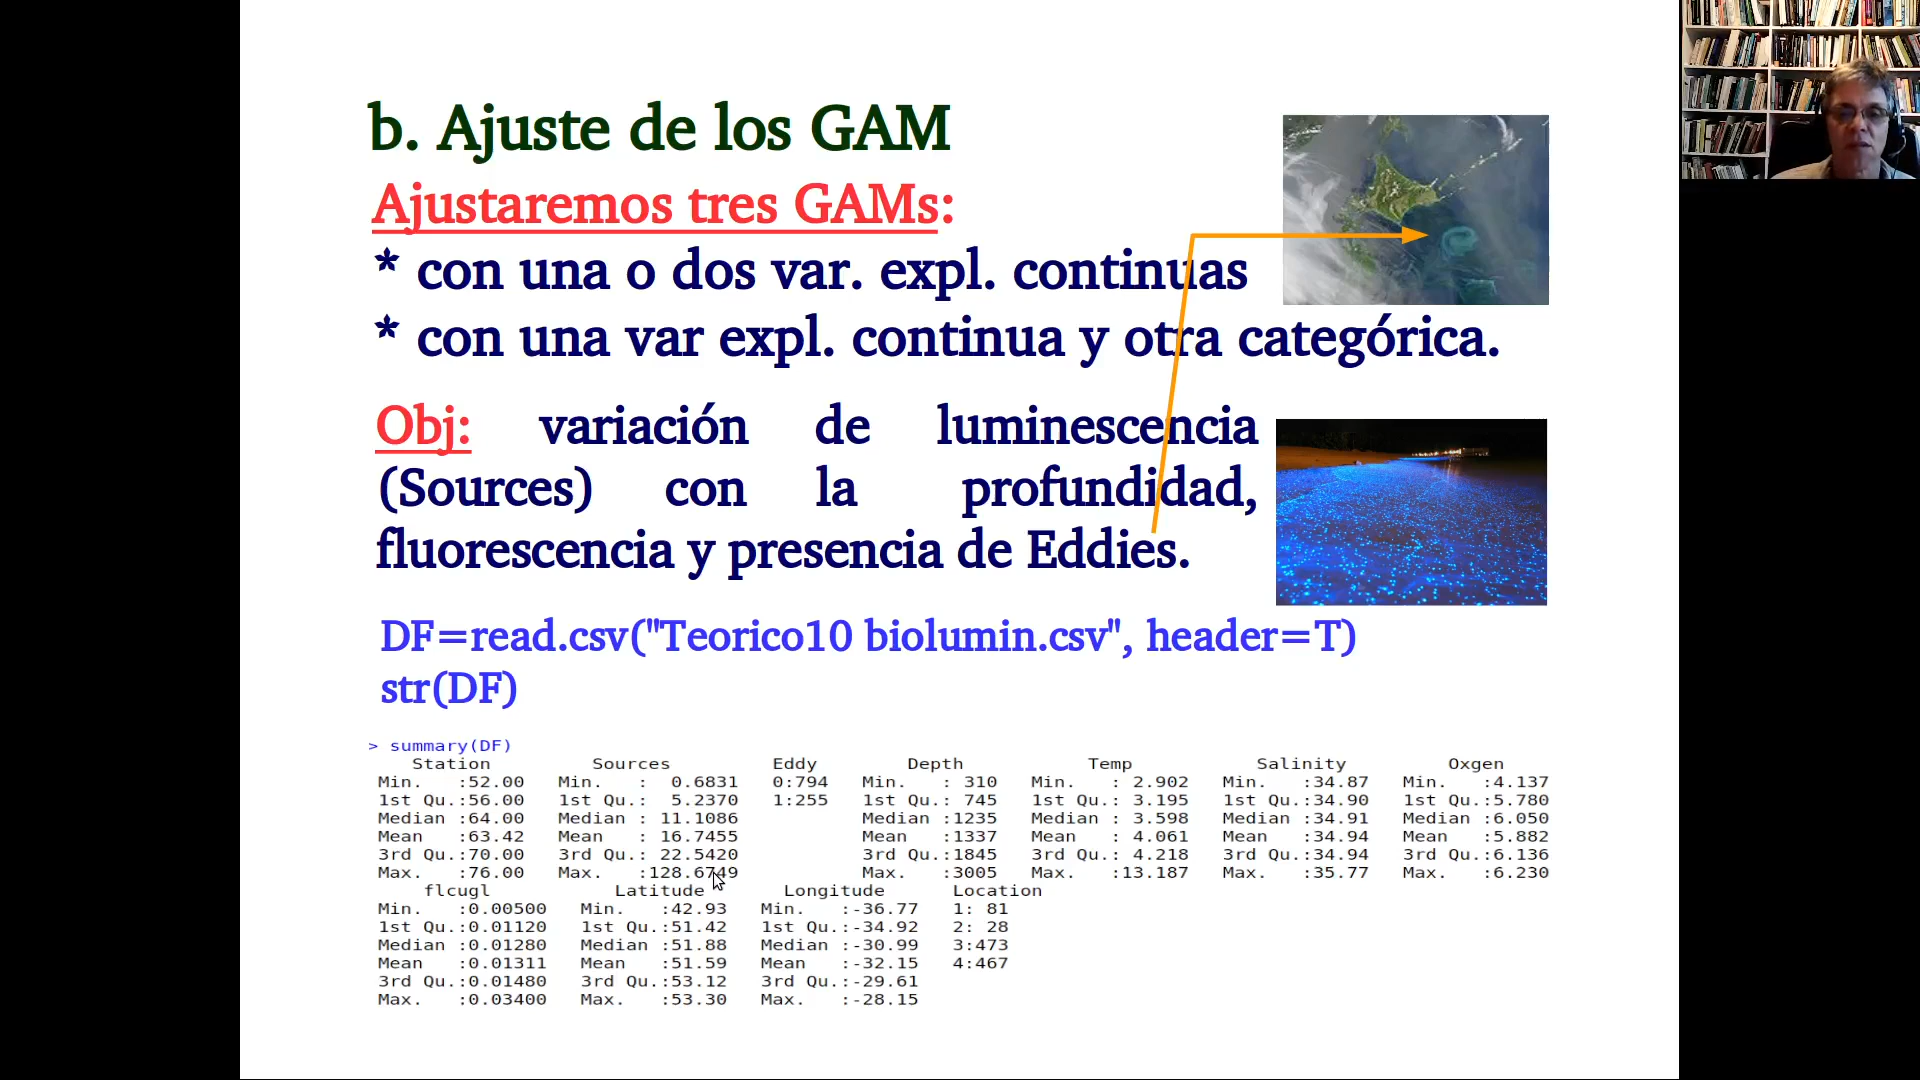 b. Ajuste de los GAM
Ajustaremos tres GAMs:
* con una o dos var. expl. continuas
* con una var expl. continua y otra categórica.
Obj: variación de luminescencia
(Sources) con la profundidad,
fluorescencia y presencia de Eddies.
DF=read.csv("Teorico10 biolumin.csv", header=T)
str(DF)
> summary(DF)
Station Sources Eddy Depth Temp Salinity Oxgen
Min. :52.00 Min. : 0.6831 0:794 Min. : 310 Min. : 2.902 Min. :34.87 Min. :4.137
1st Qu.:56.00 1st Qu.: 5.2370 1:255 1st Qu.: 745 1st Qu.: 3.195 1st Qu.:34.90 1st Qu.:5.780
Median :64.00 Median : 11.1086 Median :1235 Median : 3.598 Median :34.91 Median :6.050
Mean :63.42 Mean : 16.7455 Mean :1337 Mean : 4.061 Mean :34.94 Mean :5.882
3rd Qu.:70.00 3rd Qu.: 22.5420 3rd Qu.:1845 3rd Qu.: 4.218 3rd Qu.:34.94 3rd Qu.:6.136
Max. :76.00 Max. :128.6749 Max. :3005 Max. :13.187 Max. :35.77 Max. :6.230
flcugl Latitude Longitude Location
Min. :0.00500 Min. :42.93 Min. :-36.77 1: 81
1st Qu.:0.01120 1st Qu.:51.42 1st Qu.:-34.92 2: 28
Median :0.01280 Median :51.88 Median :-30.99 3:473
Mean :0.01311 Mean :51.59 Mean :-32.15 4:467
3rd Qu.:0.01480 3rd Qu.:53.12 3rd Qu.:-29.61
Max. :0.03400 Max. :53.30 Max. :-28.15